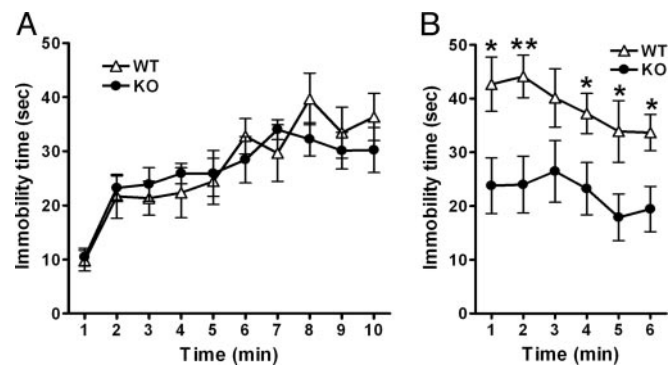 A
B
WT
KO
Immobility time (sec)
50
40
30
20
10
0
1 2 3 4 5 6 7 8 9 10
Time (min)
* ** * * *
WT
KO
Immobility time (sec)
50
40
30
20
10
0
1 2 3 4 5 6
Time (min)